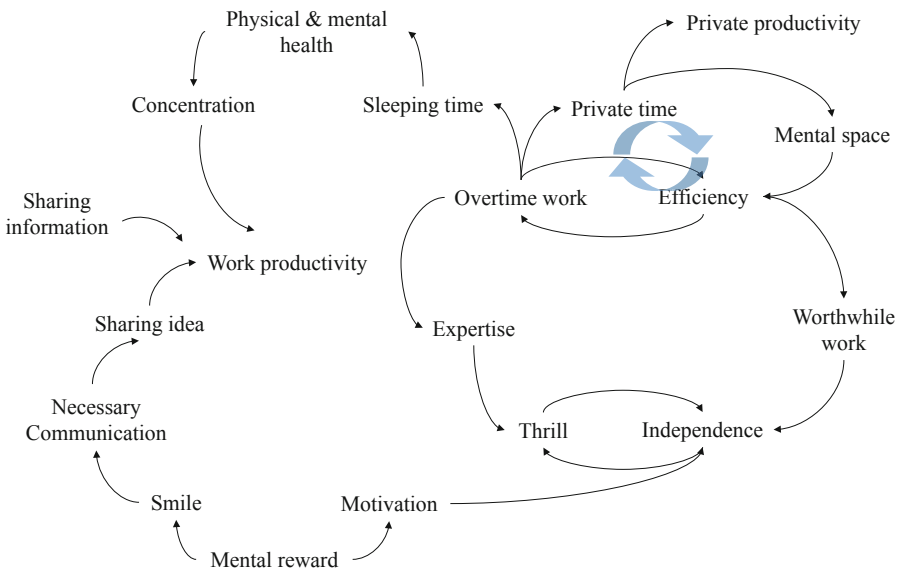 Physical & mental
health
Private productivity
Concentration
Sleeping time
Private time
Mental space
Sharing
information
Overtime work
Efficiency
Work productivity
Sharing idea
Expertise
Worthwhile
work
Necessary
Communication
Thrill
Independence
Smile
Motivation
Mental reward